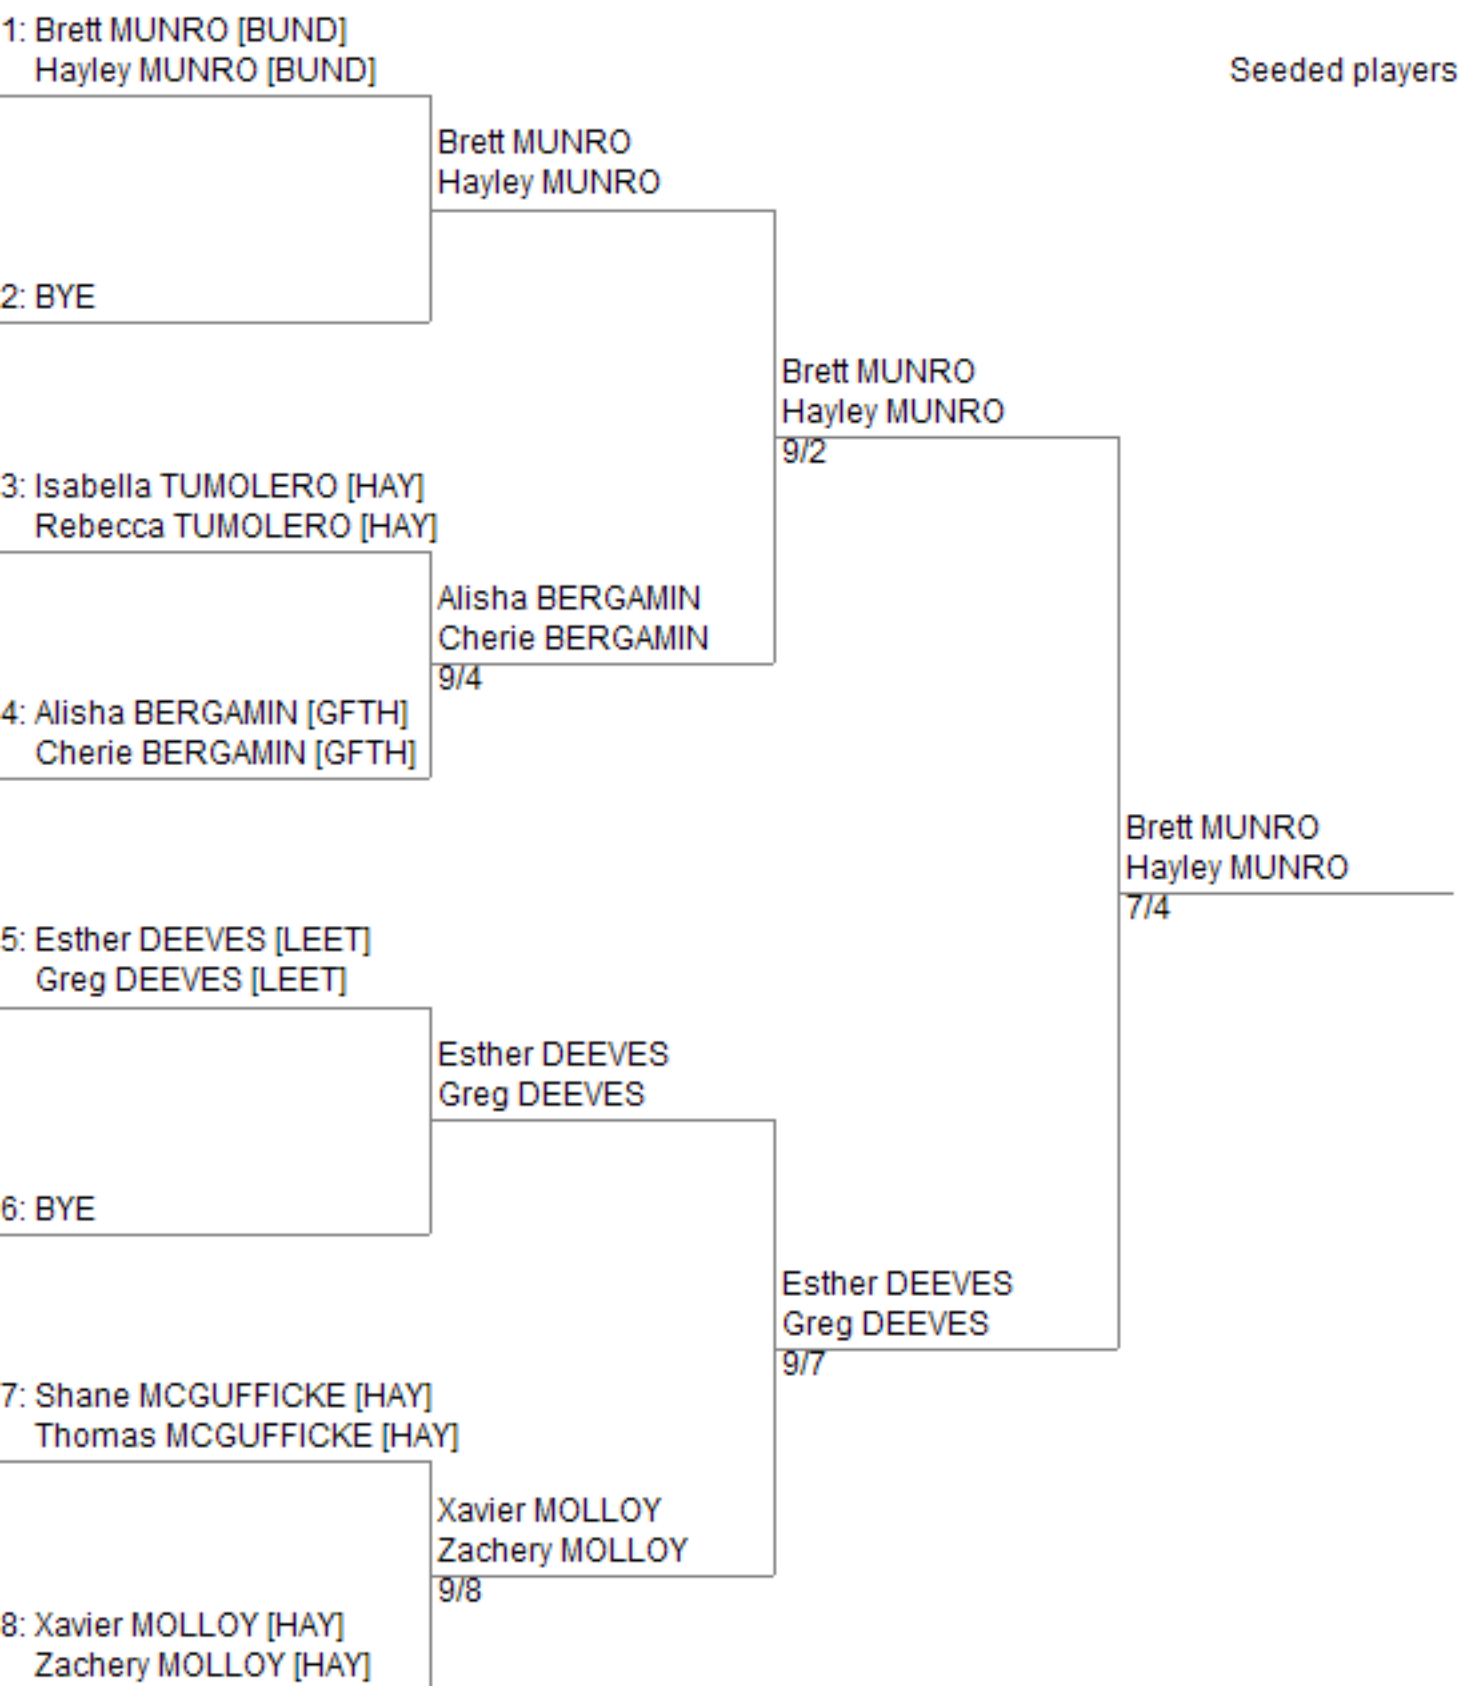 1: Brett MUNRO [BUND]
Hayley MUNRO [BUND]
Seeded players
Brett MUNRO
Hayley MUNRO
2: BYE
Brett MUNRO
Hayley MUNRO
9/2
3: Isabella TUMOLERO [HAY]
Rebecca TUMOLERO [HAY]
Alisha BERGAMIN
Cherie BERGAMIN
9/4
4: Alisha BERGAMIN [GFTH]
Cherie BERGAMIN [GFTH]
Brett MUNRO
Hayley MUNRO
7/4
5: Esther DEEVES [LEET]
Greg DEEVES [LEET]
Esther DEEVES
Greg DEEVES
6: BYE
Esther DEEVES
Greg DEEVES
9/7
7: Shane MCGUFFICKE [HAY]
Thomas MCGUFFICKE [HAY]
Xavier MOLLOY
Zachery MOLLOY
9/8
8: Xavier MOLLOY [HAY]
Zachery MOLLOY [HAY]